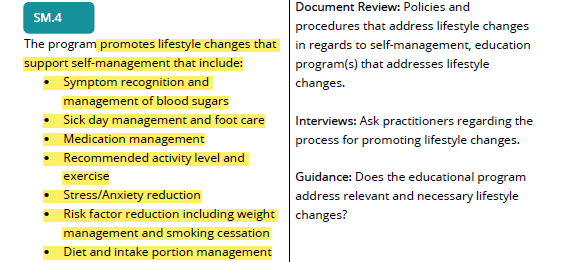 SM.4
The program promotes lifestyle changes that
support self-management that include:
• Symptom recognition and
management of blood sugars
• Sick day management and foot care
• Medication management
• Recommended activity level and
exercise
• Stress/Anxiety reduction
• Risk factor reduction including weight
management and smoking cessation
• Diet and intake portion management
Document Review: Policies and
procedures that address lifestyle changes
in regards to self-management, education
program(s) that addresses lifestyle
changes.
Interviews: Ask practitioners regarding the
process for promoting lifestyle changes.
Guidance: Does the educational program
address relevant and necessary lifestyle
changes?